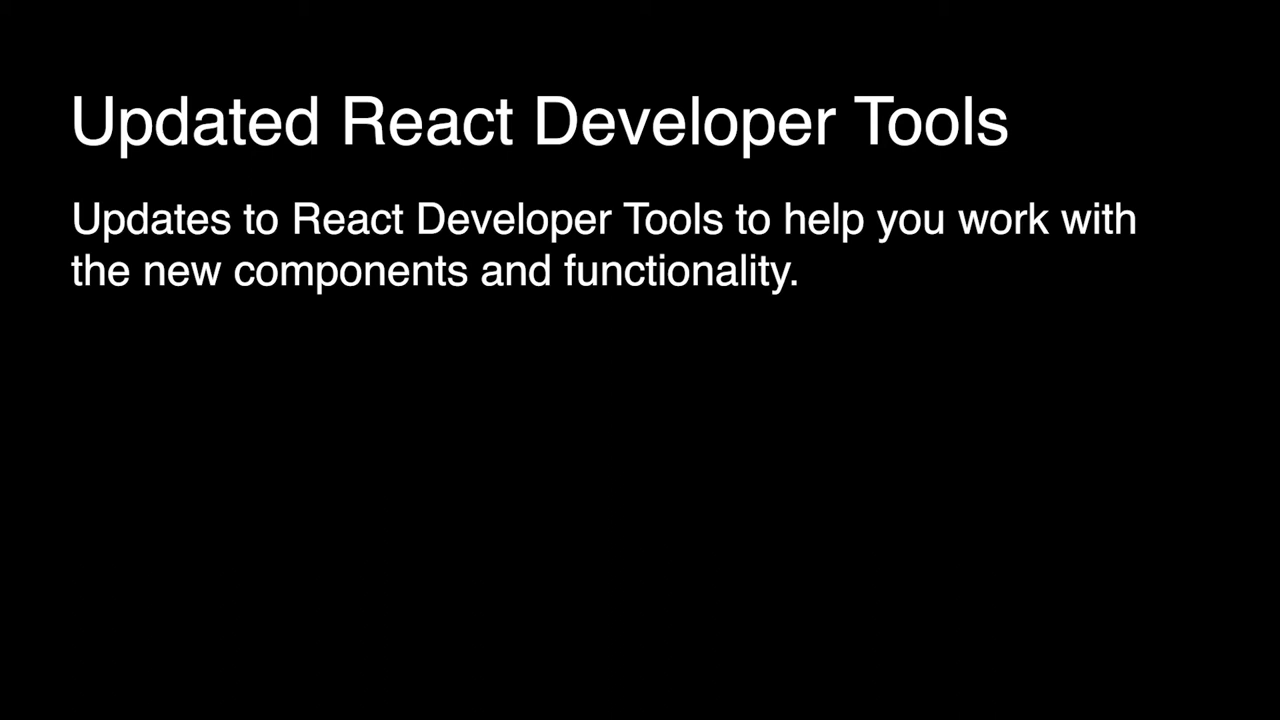 Updated React Developer Tools
Updates to React Developer Tools to help you work with
the new components and functionality.